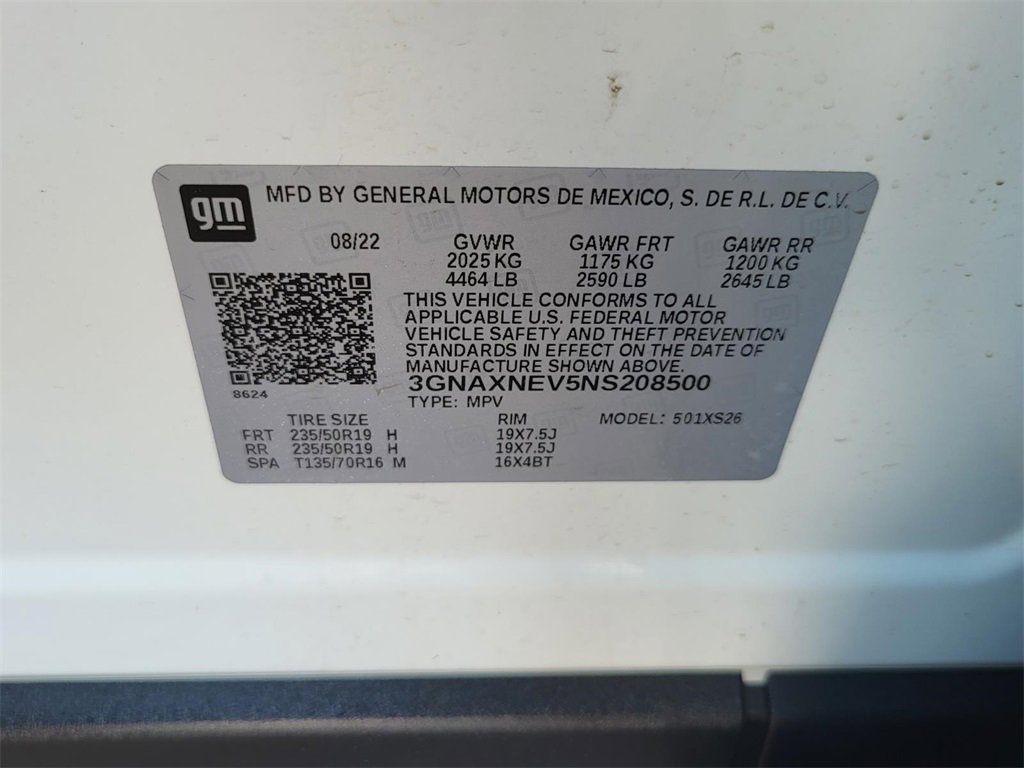 gm MFD BY GENERAL MOTORS DE MEXICO, S. DE R.L. DE C.V.
08/22 GVWR GAWR FRT GAWR RR
2025 KG 1175 KG 1200 KG
4464 LB 2590 LB 2645 LB
THIS VEHICLE CONFORMS TO ALL
APPLICABLE U.S. FEDERAL MOTOR
VEHICLE SAFETY AND THEFT PREVENTION
STANDARDS IN EFFECT ON THE DATE OF
MANUFACTURE SHOWN ABOVE.
3GNAXNEV5NS208500
8624
TYPE: MPV
TIRE SIZE RIM MODEL: 501XS26
FRT 235/50R19 H 19X7.5J
RR 235/50R19 H 19X7.5J
SPA T135/70R16 M 16X4BT